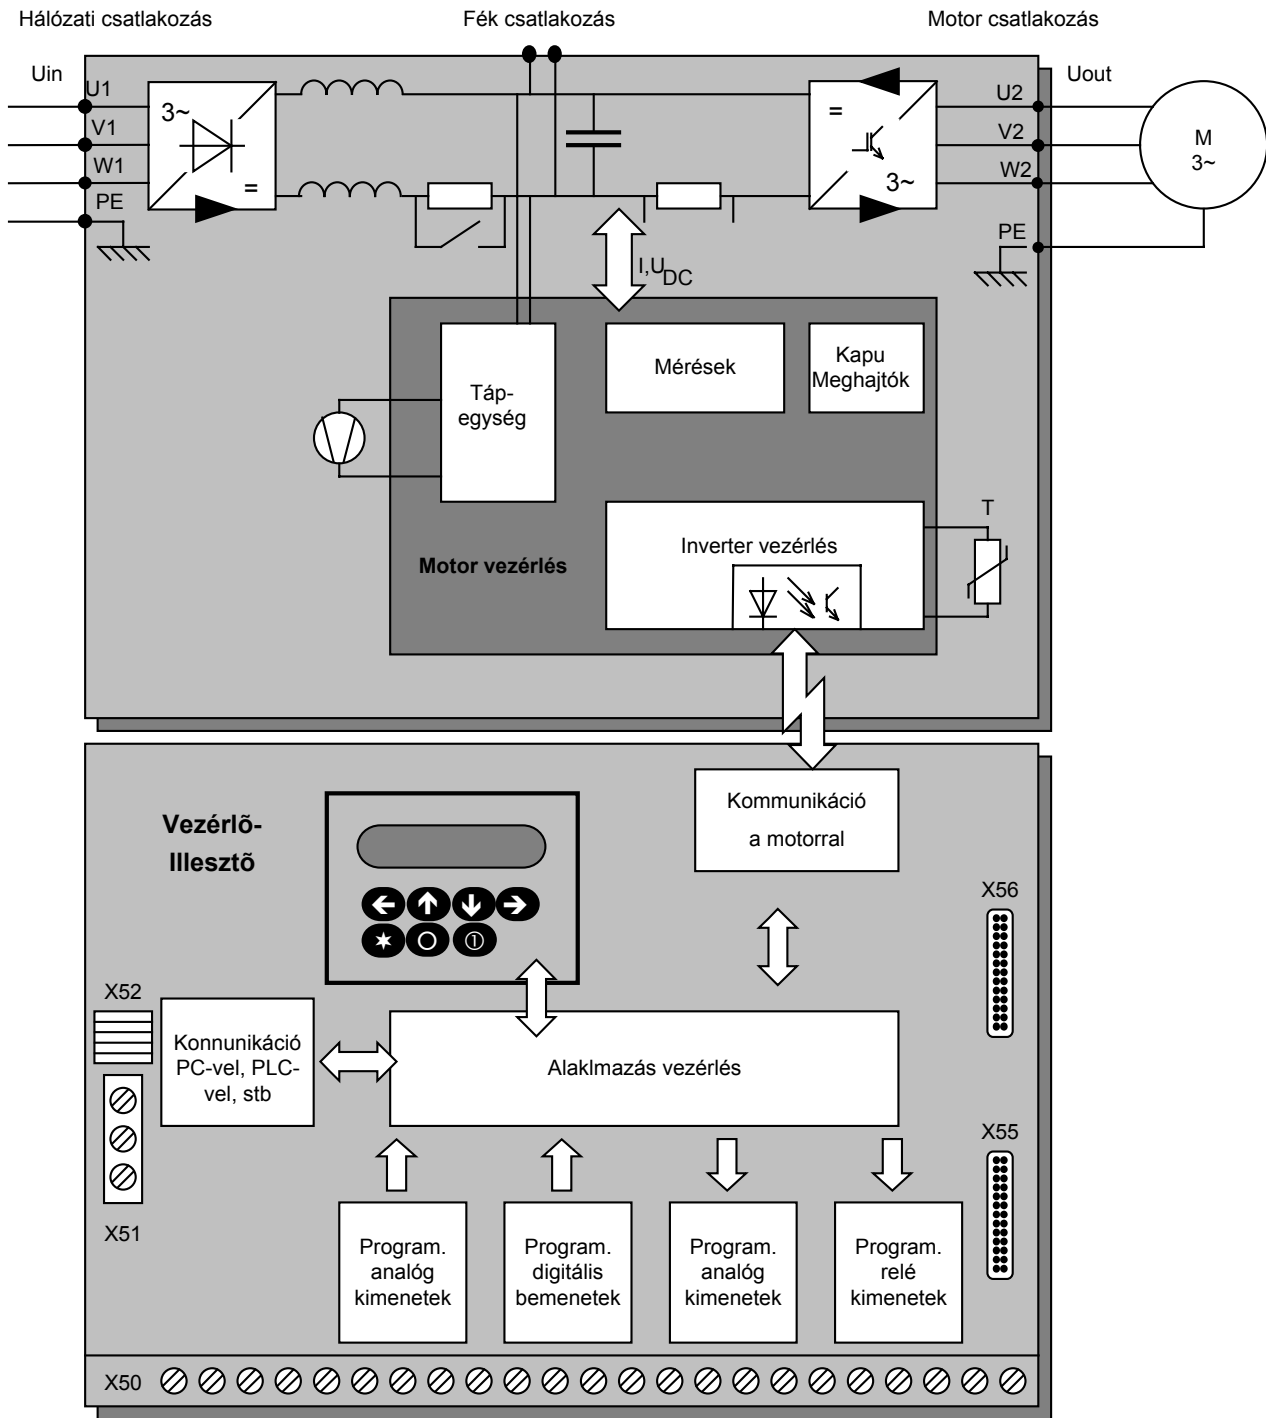 Hálózati csatlakozás
Fék csatlakozás
Motor csatlakozás
Uin
Uout
U1
V1
W1
PE
3~
=
=
3~
U2
V2
W2
PE
M
3~
I,U DC
Táp-
egység
Mérések
Kapu
Meghajtók
Motor vezérlés
Inverter vezérlés
T
Vezérlõ-
Illesztõ
Kommunikáció
a motorral
X56
X52
Konnunikáció
PC-vel, PLC-
vel, stb
Alaklmazás vezérlés
X51
X55
Program.
analóg
kimenetek
Program.
digitális
bemenetek
Program.
analóg
kimenetek
Program.
relé
kimenetek
X50